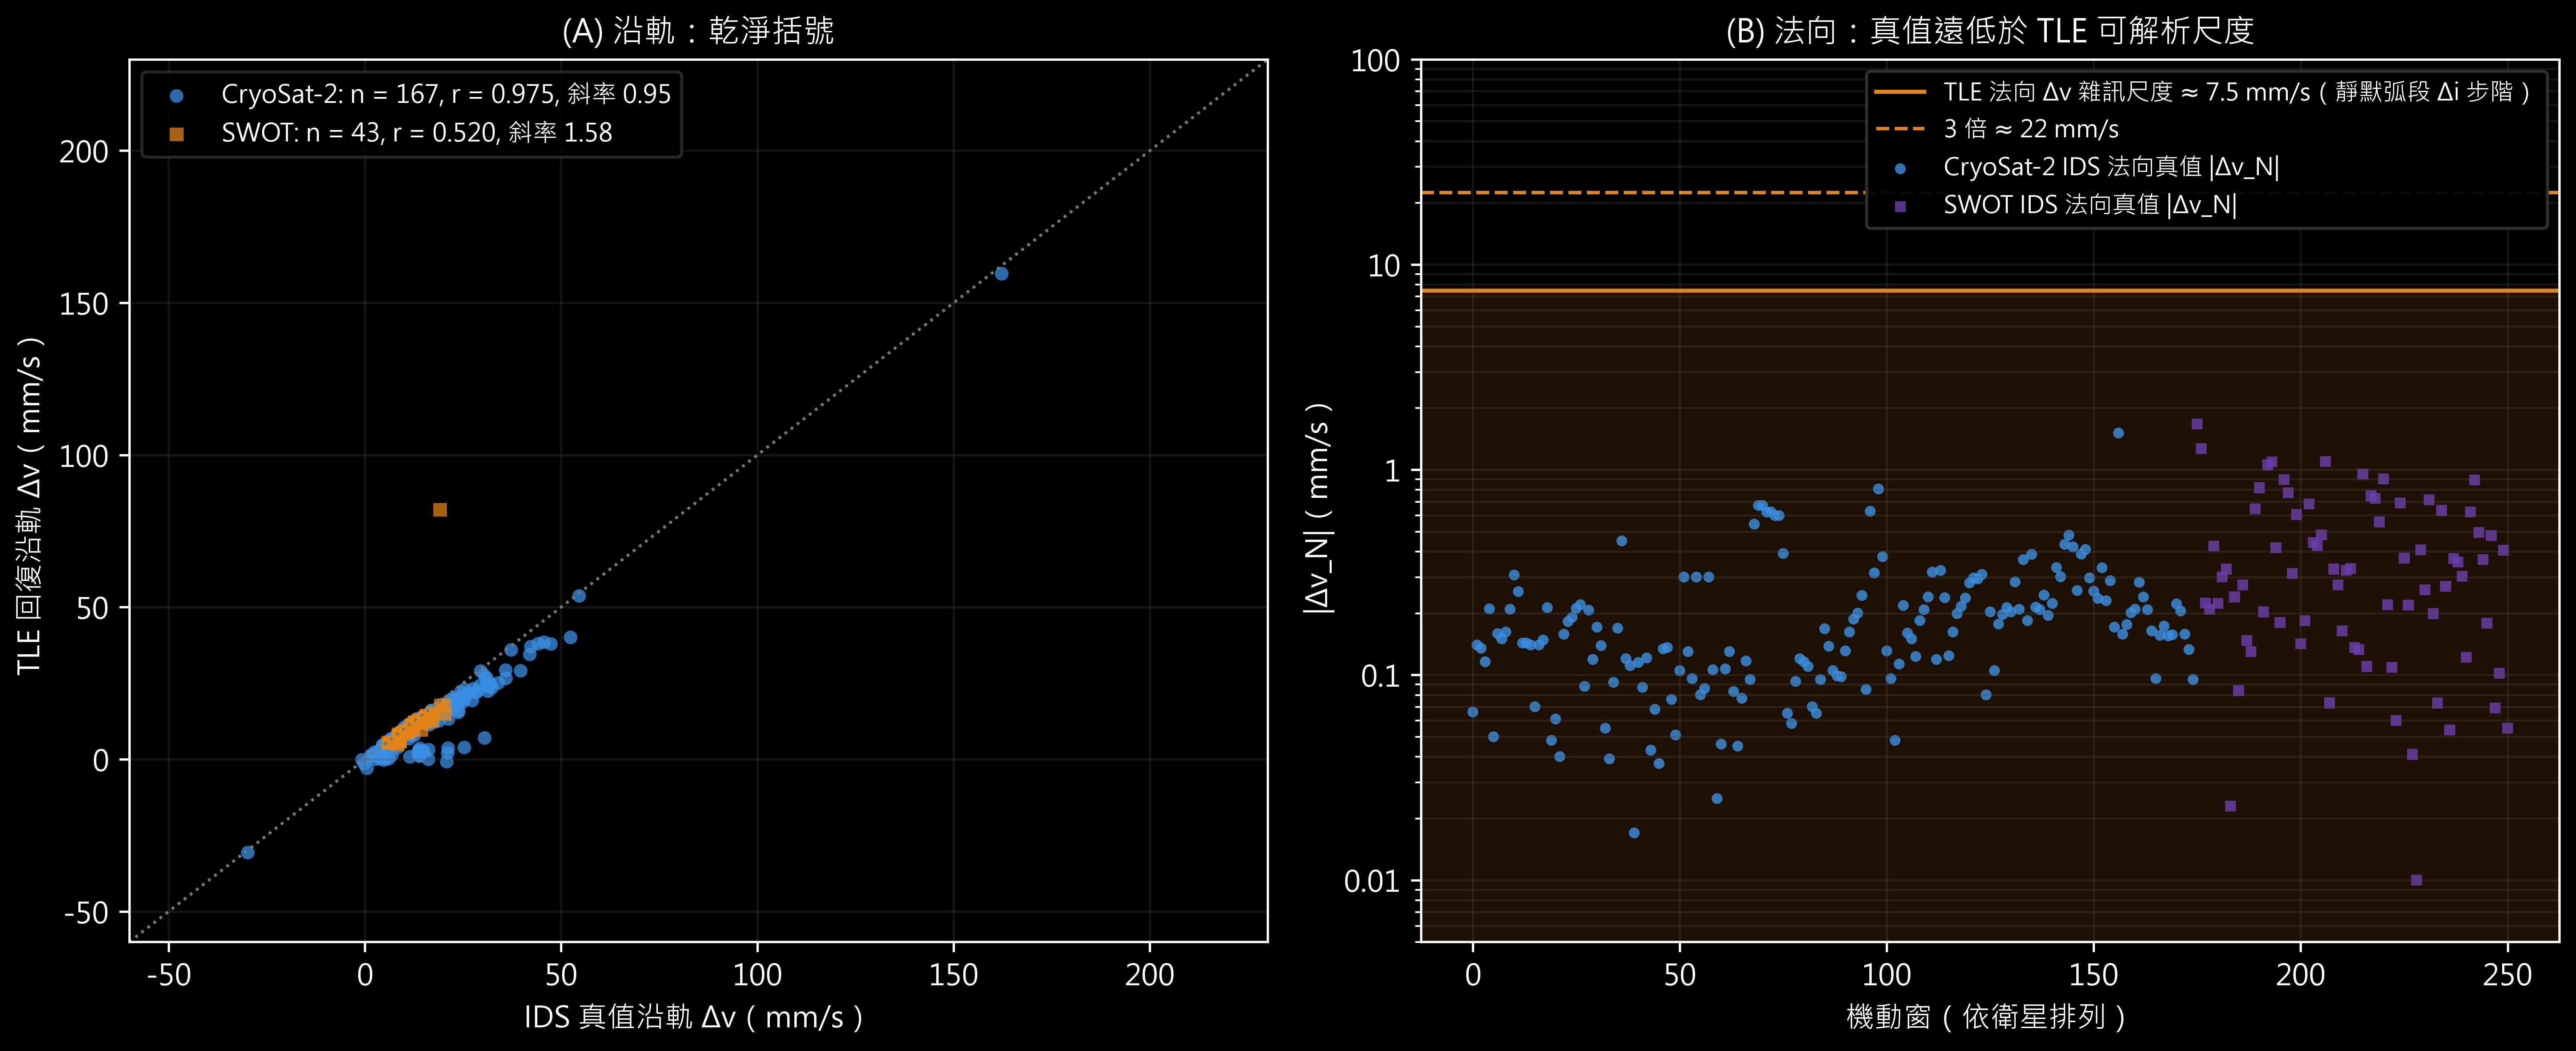 (A) 沿軌：乾淨括號
CryoSat-2: n = 167, r = 0.975, 斜率 0.95
SWOT: n = 43, r = 0.520, 斜率 1.58
TLE 回復沿軌 Δv（mm/s）
200
150
100
50
0
-50
-50
0
50
100
150
200
IDS 真值沿軌 Δv（mm/s）
(B) 法向：真值遠低於 TLE 可解析尺度
TLE 法向 Δv 雜訊尺度 ≈ 7.5 mm/s（靜默弧段 Δi 步階）
3 倍 ≈ 22 mm/s
CryoSat-2 IDS 法向真值 |Δv_N|
SWOT IDS 法向真值 |Δv_N|
|Δv_N|（mm/s）
100
10
1
0.1
0.01
0
50
100
150
200
250
機動窗（依衛星排列）